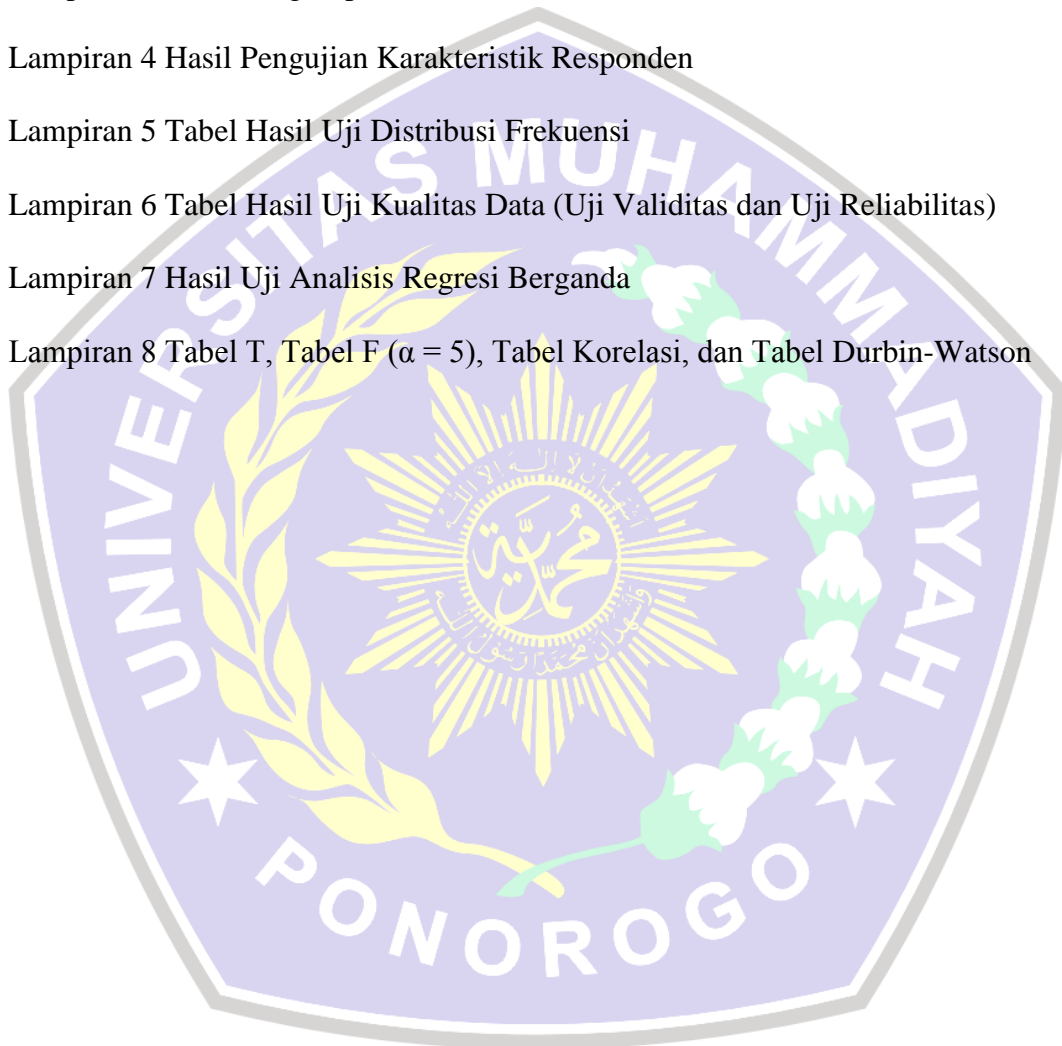 Lampiran 4 Hasil Pengujian Karakteristik Responden
Lampiran 5 Tabel Hasil Uji Distribusi Frekuensi
Lampiran 6 Tabel Hasil Uji Kualitas Data (Uji Validitas dan Uji Reliabilitas)
Lampiran 7 Hasil Uji Analisis Regresi Berganda
Lampiran 8 Tabel T, Tabel F (α = 5), Tabel Korelasi, dan Tabel Durbin-Watson
UNIVERSITAS MUHAMMADIYAH
PONOROGO
محمدية